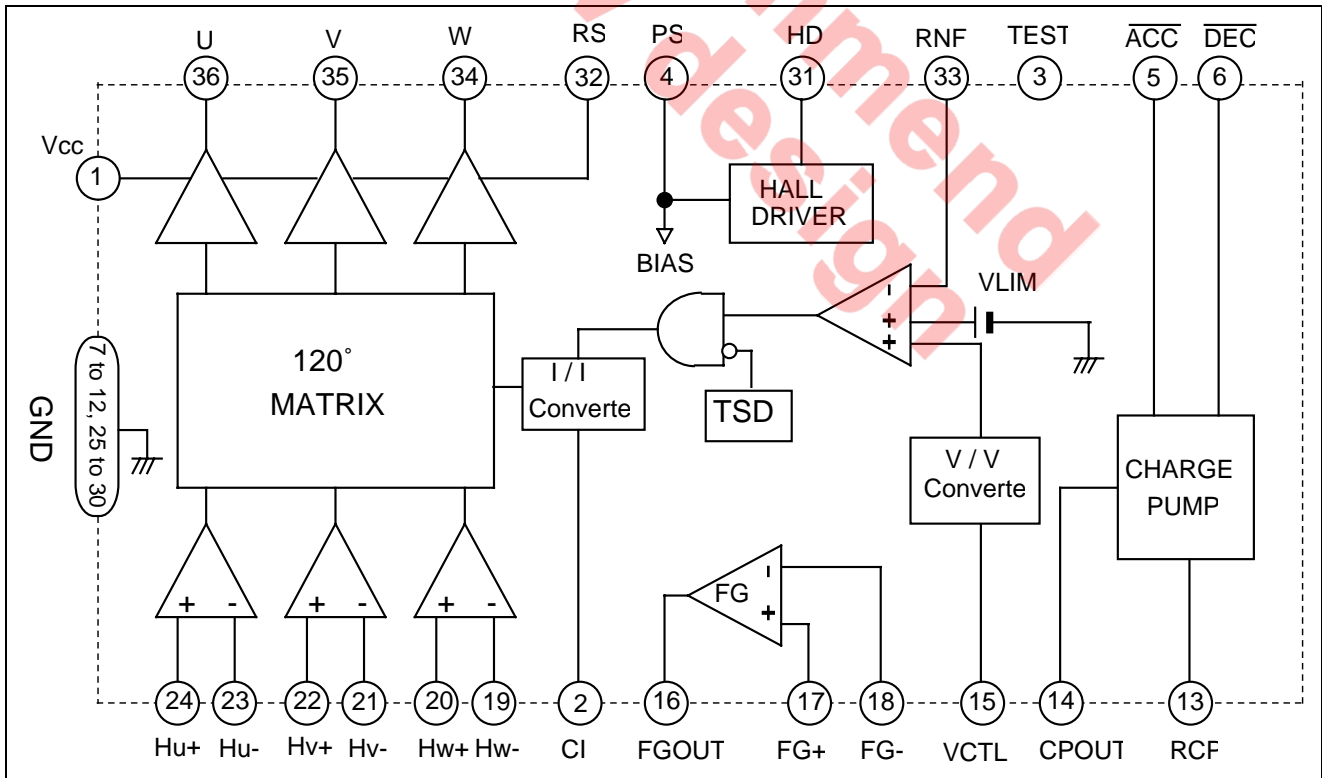 U V W RS PS HD RNF TEST ACC DEC
36 35 34 32 4 31 33 3 5 6
Vcc
1
HALL
DRIVER
BIAS
VLIM
-
+
+
120°
MATRIX
I / I
Converte
TSD
V / V
Converte
CHARGE
PUMP
GND
7 to 12, 25 to 30
FG
-
+
+ - + - + -
24 23 22 21 20 19 2 16 17 18 15 14 13
Hu+ Hu- Hv+ Hv- Hw+ Hw- CI FGOUT FG+ FG- VCTL CPOUT RCP
mmend
design